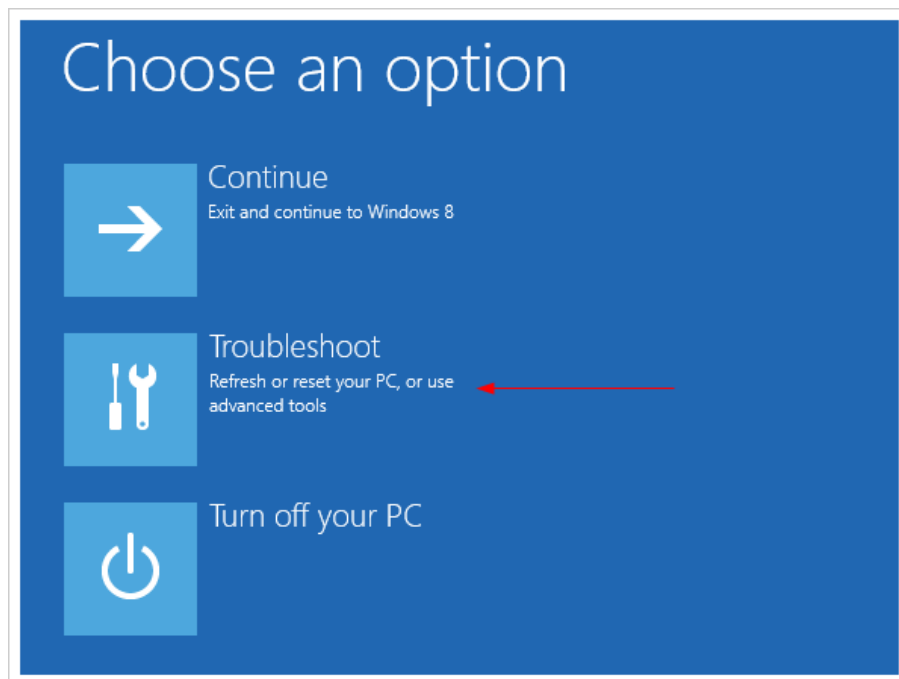 Choose an option
Continue
Exit and continue to Windows 8
Troubleshoot
Refresh or reset your PC, or use
advanced tools
Turn off your PC